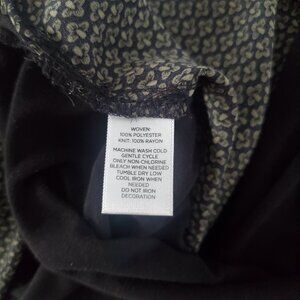 WOVEN:
100% POLYESTER
KNIT: 100% RAYON
MACHINE WASH COLD
GENTLE CYCLE
ONLY NON-CHLORINE
BLEACH WHEN NEEDED
TUMBLE DRY LOW
COOL IRON WHEN
NEEDED
DO NOT IRON
DECORATION